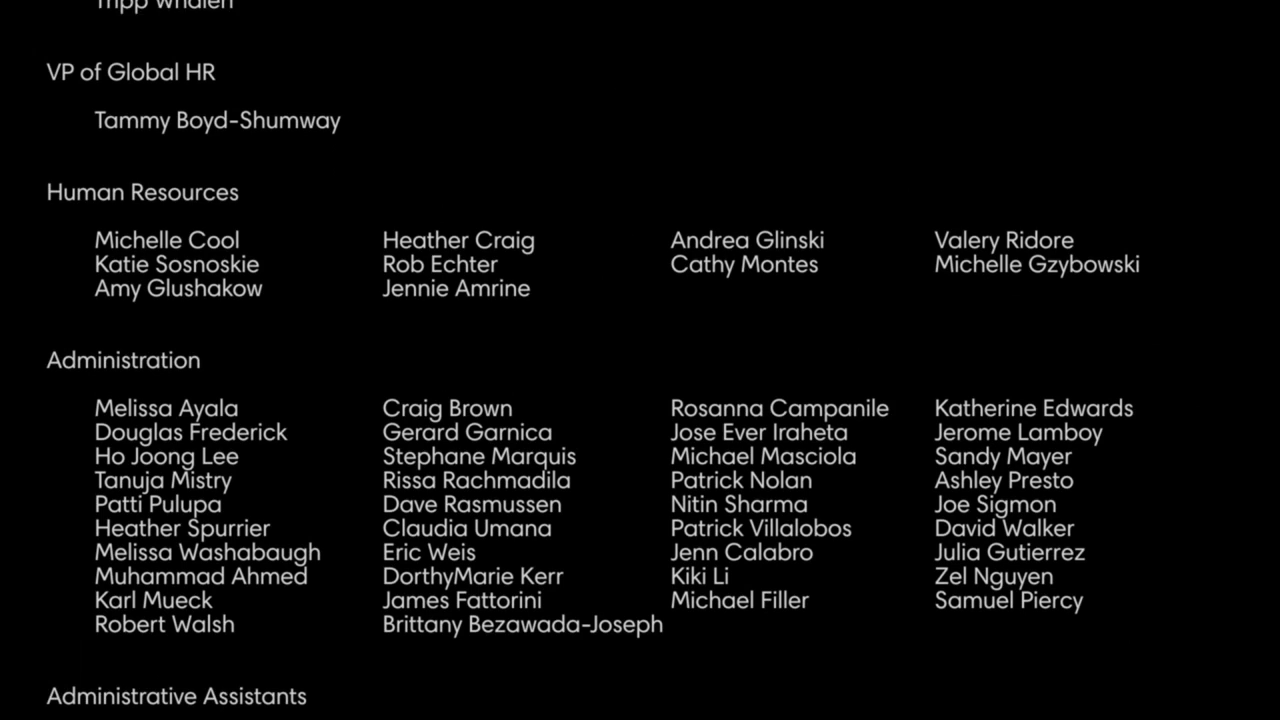 Tripp Whalen
VP of Global HR
Tammy Boyd-Shumway
Human Resources
Michelle Cool Heather Craig Andrea Glinski Valery Ridore
Katie Sosnoskie Rob Echter Cathy Montes Michelle Gzybowski
Amy Glushakow Jennie Amrine
Administration
Melissa Ayala Craig Brown Rosanna Campanile Katherine Edwards
Douglas Frederick Gerard Garnica Jose Ever Iraheta Jerome Lamboy
Ho Joong Lee Stephane Marquis Michael Masciola Sandy Mayer
Tanuja Mistry Rissa Rachmadila Patrick Nolan Ashley Presto
Patti Pulupa Dave Rasmussen Nitin Sharma Joe Sigmon
Heather Spurrier Claudia Umana Patrick Villalobos David Walker
Melissa Washabaugh Eric Weis Jenn Calabro Julia Gutierrez
Muhammad Ahmed DorthyMarie Kerr Kiki Li Zel Nguyen
Karl Mueck James Fattorini Michael Filler Samuel Piercy
Robert Walsh Brittany Bezawada-Joseph
Administrative Assistants